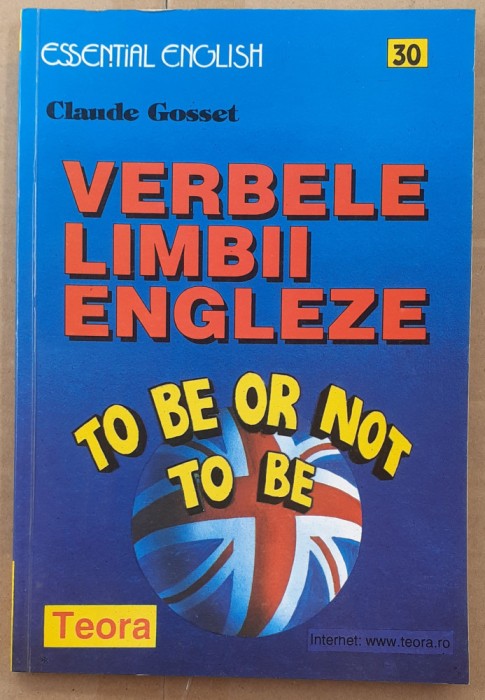 ESSENTIAL ENGLISH
30
Claude Gosset
VERBELE
LIMBII
ENGLEZE
TO BE OR NOT
TO BE
Teora
Internet: www.teora.ro